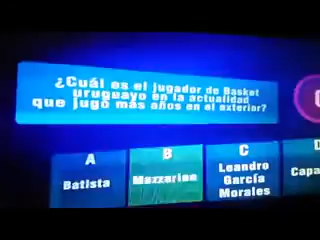 ¿Cuál es el jugador de Basket
uruguayo en la actualidad
que jugó más años en el exterior?
A
Batista
B
Mazzarino
C
Leandro
García
Morales